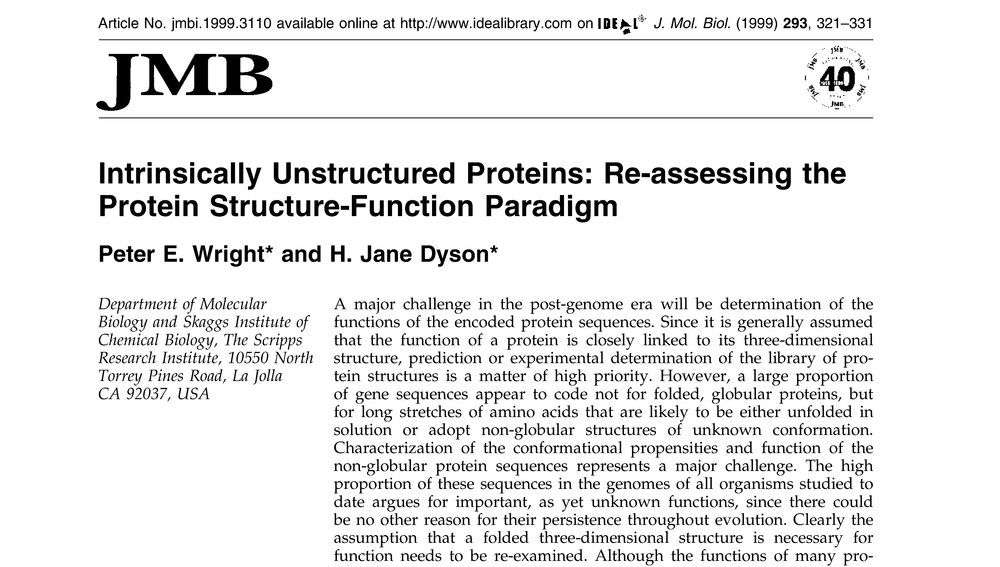 Article No. jmbi.1999.3110 available online at http://www.idealibrary.com on IDEAL J. Mol. Biol. (1999) 293, 321–331
JMB
JMB
JMB
JMB
40
JMB
JMB
JMB
Intrinsically Unstructured Proteins: Re-assessing the
Protein Structure-Function Paradigm
Peter E. Wright* and H. Jane Dyson*
Department of Molecular
Biology and Skaggs Institute of
Chemical Biology, The Scripps
Research Institute, 10550 North
Torrey Pines Road, La Jolla
CA 92037, USA
A major challenge in the post-genome era will be determination of the
functions of the encoded protein sequences. Since it is generally assumed
that the function of a protein is closely linked to its three-dimensional
structure, prediction or experimental determination of the library of pro-
tein structures is a matter of high priority. However, a large proportion
of gene sequences appear to code not for folded, globular proteins, but
for long stretches of amino acids that are likely to be either unfolded in
solution or adopt non-globular structures of unknown conformation.
Characterization of the conformational propensities and function of the
non-globular protein sequences represents a major challenge. The high
proportion of these sequences in the genomes of all organisms studied to
date argues for important, as yet unknown functions, since there could
be no other reason for their persistence throughout evolution. Clearly the
assumption that a folded three-dimensional structure is necessary for
function needs to be re-examined. Although the functions of many pro-